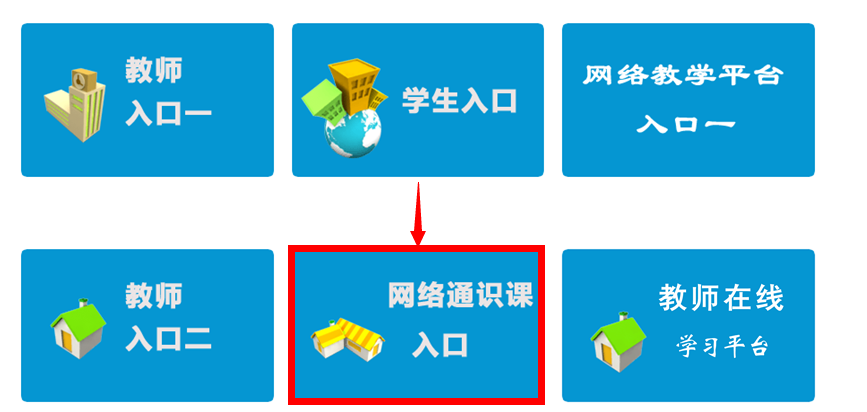 教师
入口一
学生入口
网络教学平台
入口一
教师
入口二
网络通识课
入口
教师在线
学习平台